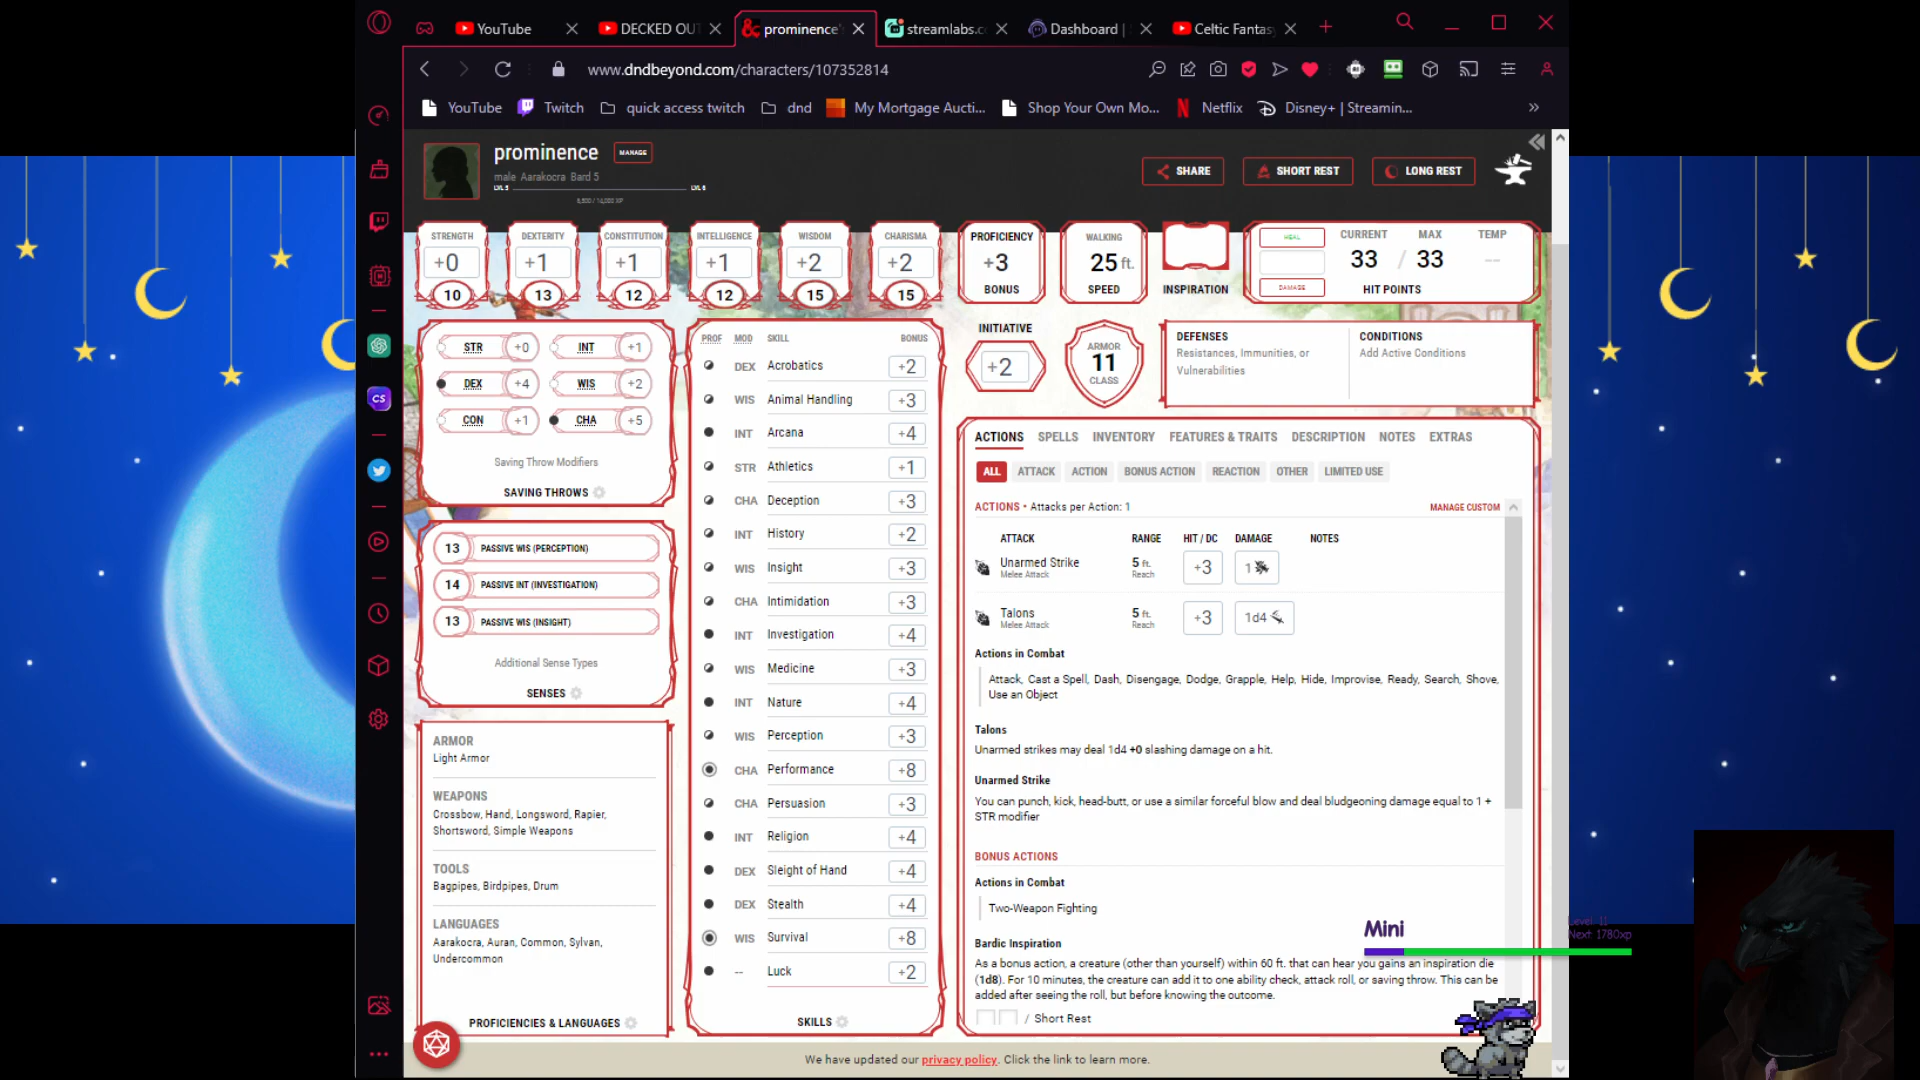 YouTube
DECKED OU
prominence'
streamlabs.c
Dashboard |
Celtic Fantas
www.dndbeyond.com/characters/107352814
YouTube
Twitch
quick access twitch
dnd
My Mortgage Aucti...
Shop Your Own Mo...
Netflix
Disney+ | Streamin...
prominence
MANAGE
male Aarakocra Bard 5
LVL 5
LVL 6
SHARE
SHORT REST
LONG REST
STRENGTH
+0
10
DEXTERITY
+1
13
CONSTITUTION
+1
12
INTELLIGENCE
+1
12
WISDOM
+2
15
CHARISMA
+2
15
PROFICIENCY
+3
BONUS
WALKING
25 ft.
SPEED
INSPIRATION
HEAL
DAMAGE
CURRENT
33
/
MAX
33
TEMP
--
HIT POINTS
STR +0
INT +1
DEX +4
WIS +2
CON +1
CHA +5
Saving Throw Modifiers
SAVING THROWS
13 PASSIVE WIS (PERCEPTION)
14 PASSIVE INT (INVESTIGATION)
13 PASSIVE WIS (INSIGHT)
Additional Sense Types
SENSES
ARMOR
Light Armor
WEAPONS
Crossbow, Hand, Longsword, Rapier,
Shortsword, Simple Weapons
TOOLS
Bagpipes, Birdpipes, Drum
LANGUAGES
Aarakocra, Auran, Common, Sylvan,
Undercommon
PROFICIENCIES & LANGUAGES
PROF MOD SKILL BONUS
DEX Acrobatics +2
WIS Animal Handling +3
INT Arcana +4
STR Athletics +1
CHA Deception +3
INT History +2
WIS Insight +3
CHA Intimidation +3
INT Investigation +4
WIS Medicine +3
INT Nature +4
WIS Perception +3
CHA Performance +8
CHA Persuasion +3
INT Religion +4
DEX Sleight of Hand +4
DEX Stealth +4
WIS Survival +8
-- Luck +2
SKILLS
INITIATIVE
+2
ARMOR
11
CLASS
DEFENSES
Resistances, Immunities, or
Vulnerabilities
CONDITIONS
Add Active Conditions
ACTIONS SPELLS INVENTORY FEATURES & TRAITS DESCRIPTION NOTES EXTRAS
ALL ATTACK ACTION BONUS ACTION REACTION OTHER LIMITED USE
ACTIONS • Attacks per Action: 1
MANAGE CUSTOM
ATTACK RANGE HIT / DC DAMAGE NOTES
Unarmed Strike 5 ft. +3 1
Melee Attack Reach
Talons 5 ft. +3 1d4
Melee Attack Reach
Actions in Combat
Attack, Cast a Spell, Dash, Disengage, Dodge, Grapple, Help, Hide, Improvise, Ready, Search, Shove,
Use an Object
Talons
Unarmed strikes may deal 1d4 +0 slashing damage on a hit.
Unarmed Strike
You can punch, kick, head-butt, or use a similar forceful blow and deal bludgeoning damage equal to 1 +
STR modifier
BONUS ACTIONS
Actions in Combat
Two-Weapon Fighting
Bardic Inspiration
As a bonus action, a creature (other than yourself) within 60 ft. that can hear you gains an inspiration die
(1d8). For 10 minutes, the creature can add it to one ability check, attack roll, or saving throw. This can be
added after seeing the roll, but before knowing the outcome.
/ Short Rest
Mini
Level: 11
Next: 1780xp
We have updated our privacy policy. Click the link to learn more.
CS